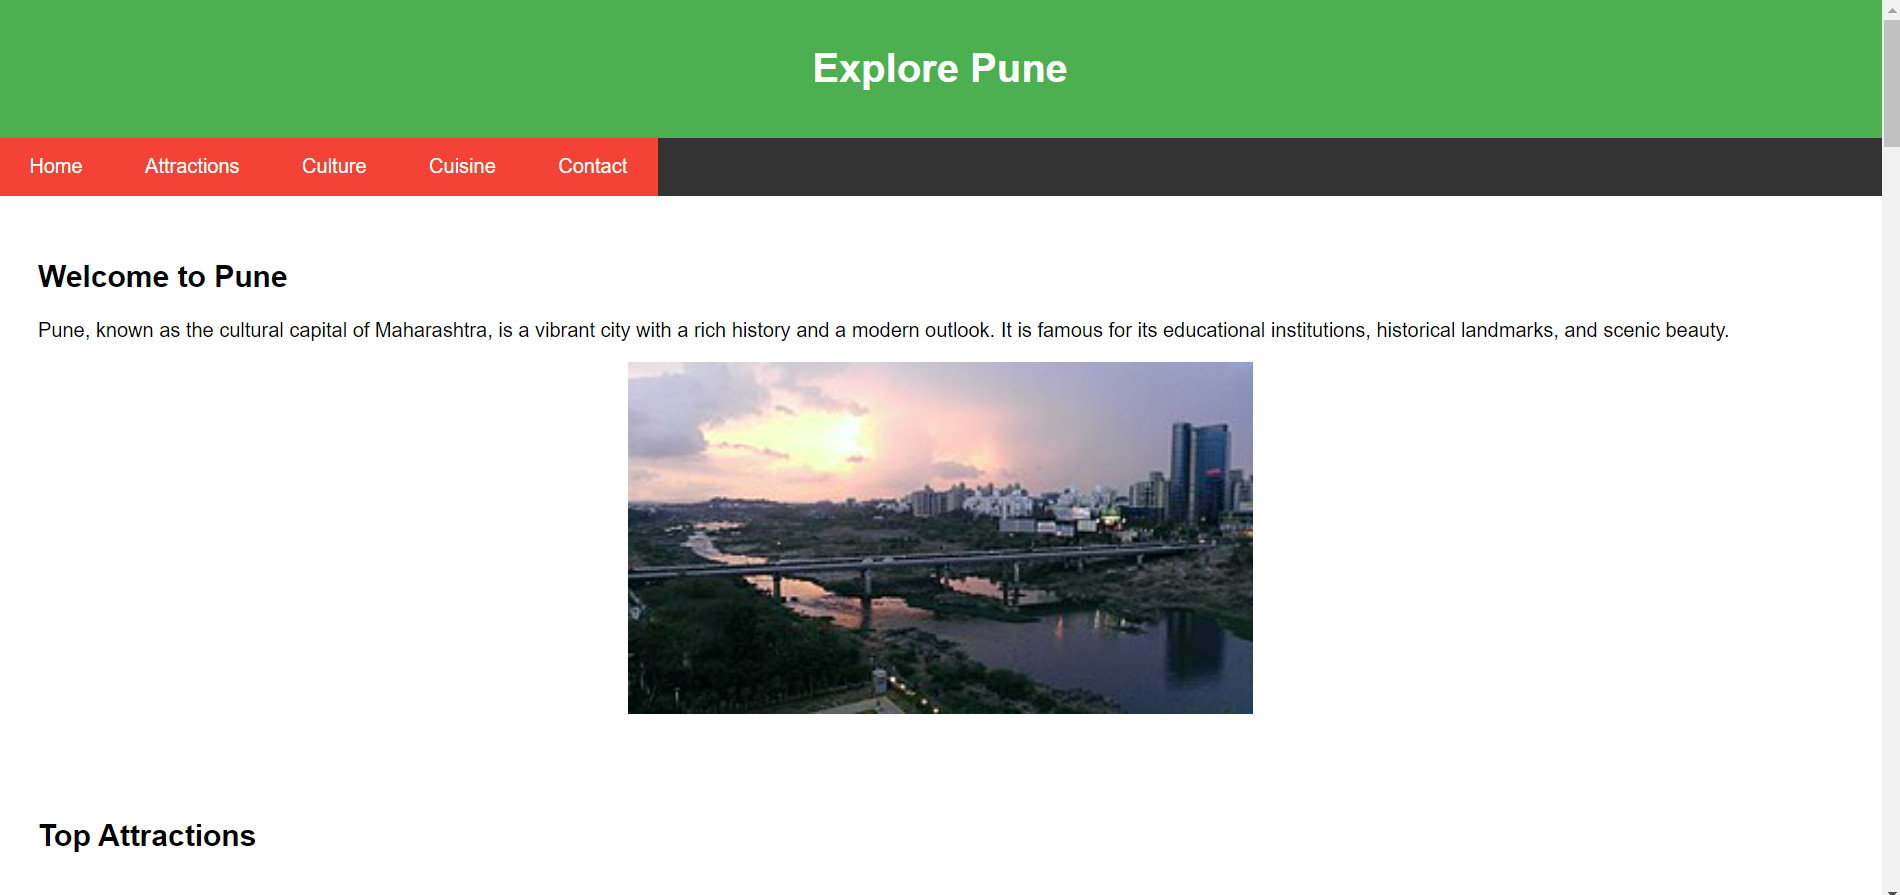 Explore Pune
Home Attractions Culture Cuisine Contact
Welcome to Pune
Pune, known as the cultural capital of Maharashtra, is a vibrant city with a rich history and a modern outlook. It is famous for its educational institutions, historical landmarks, and scenic beauty.
Top Attractions